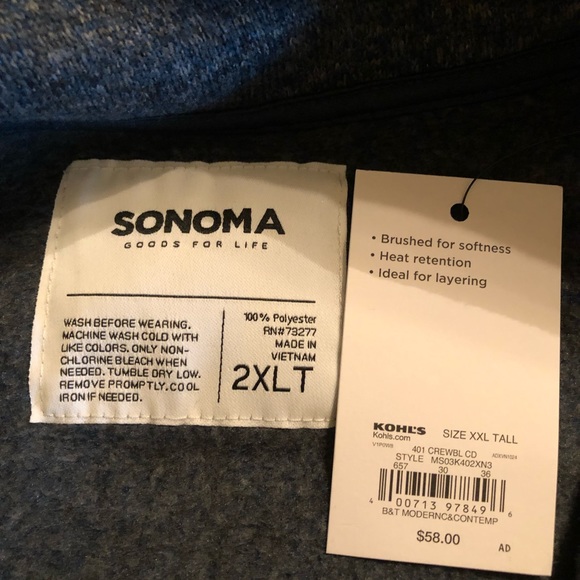 SONOMA
GOODS FOR LIFE
WASH BEFORE WEARING.
MACHINE WASH COLD WITH
LIKE COLORS. ONLY NON-
CHLORINE BLEACH WHEN
NEEDED. TUMBLE DRY LOW.
REMOVE PROMPTLY. COOL
IRON IF NEEDED.
100% Polyester
RN#73277
MADE IN
VIETNAM
2XLT
• Brushed for softness
• Heat retention
• Ideal for layering
KOHL'S
Kohls.com
SIZE XXL TALL
401 CREWBL CD
STYLE MS03K402XN3
657 30 36
4 00713 97849 6
B&T MODERNC&CONTEMP
$58.00
AD